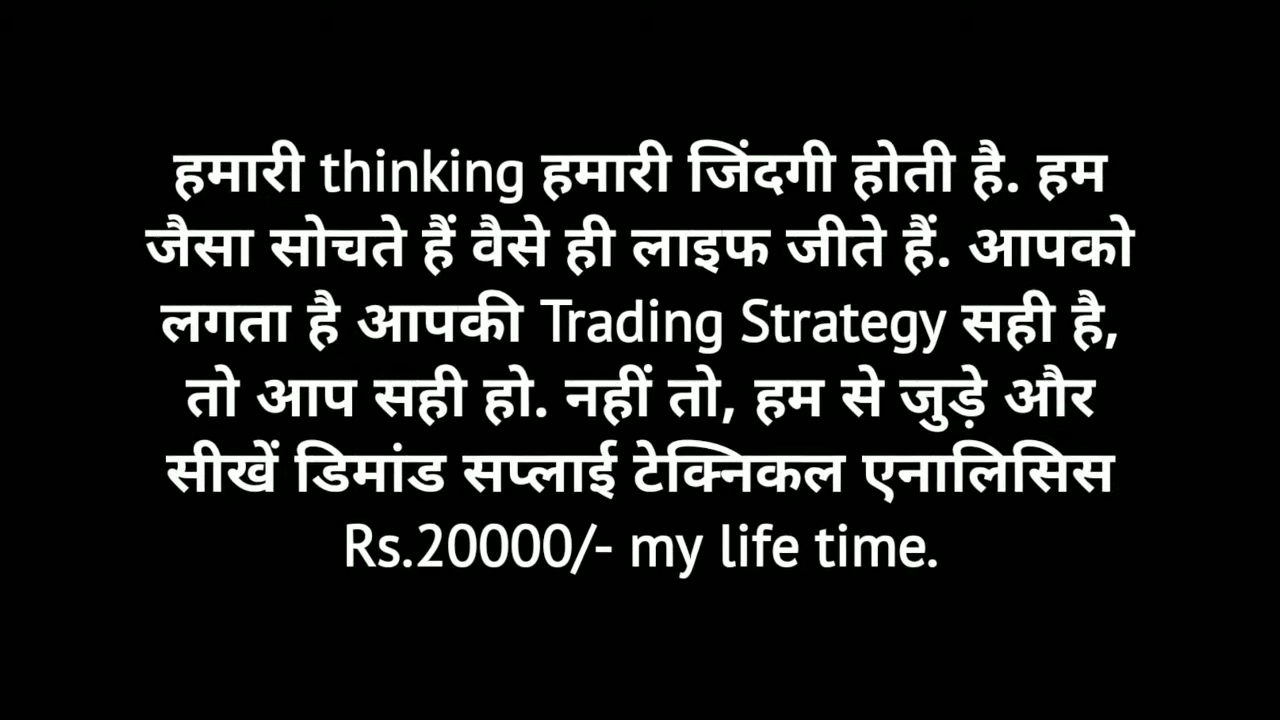 हमारी thinking हमारी जिंदगी होती है. हम
जैसा सोचते हैं वैसे ही लाइफ जीते हैं. आपको
लगता है आपकी Trading Strategy सही है,
तो आप सही हो. नहीं तो, हम से जुड़े और
सीखें डिमांड सप्लाई टेक्निकल एनालिसिस
Rs.20000/- my life time.